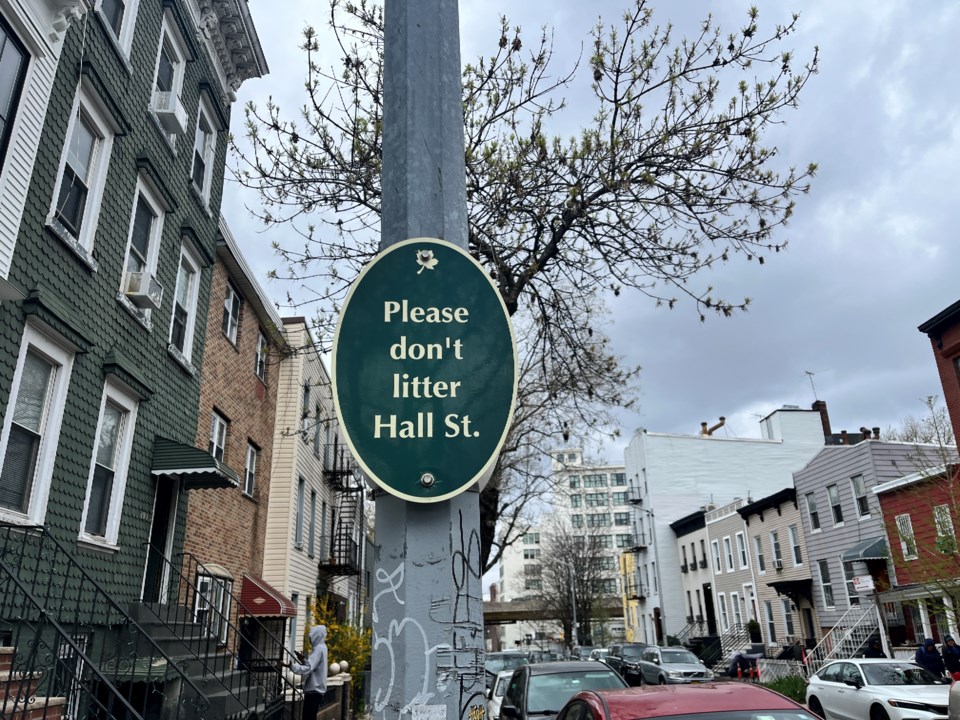 Please
don't
litter
Hall St.